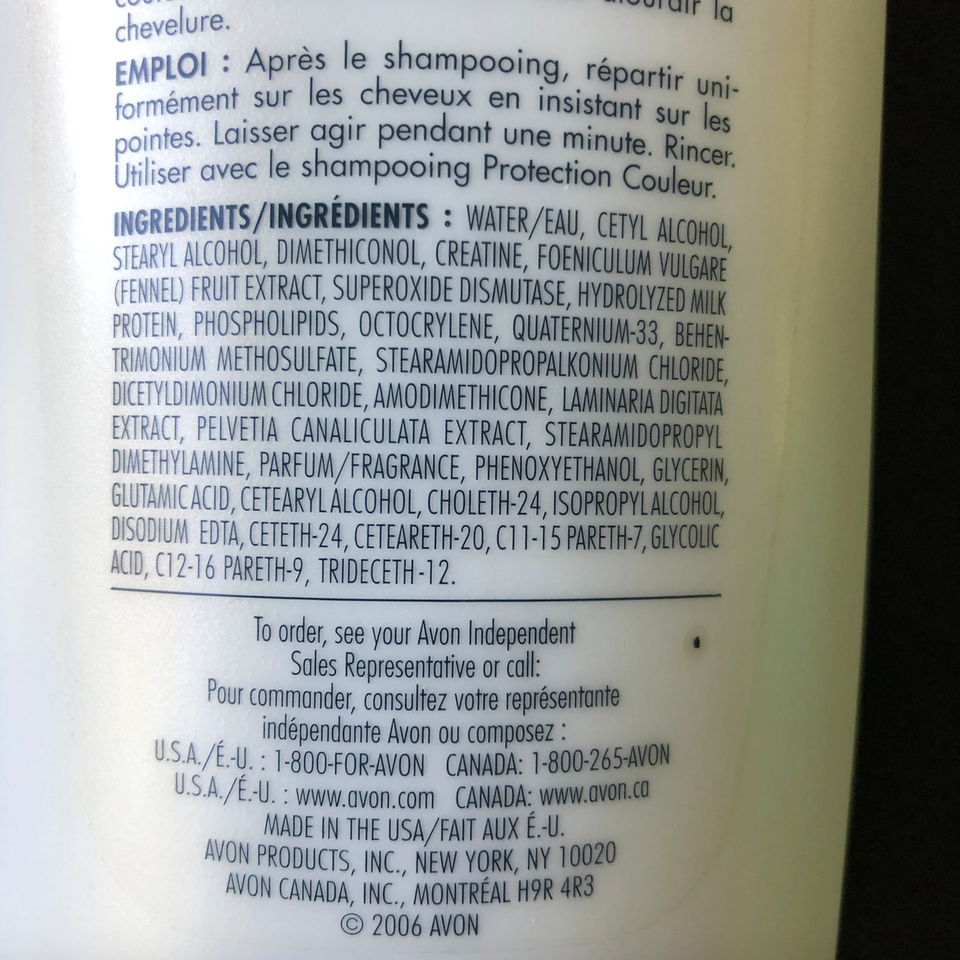 alourdir la
chevelure.
EMPLOI : Après le shampooing, répartir uni-
formément sur les cheveux en insistant sur les
pointes. Laisser agir pendant une minute. Rincer.
Utiliser avec le shampooing Protection Couleur.
INGREDIENTS/INGRÉDIENTS : WATER/EAU, CETYL ALCOHOL,
STEARYL ALCOHOL, DIMETHICONOL, CREATINE, FOENICULUM VULGARE
(FENNEL) FRUIT EXTRACT, SUPEROXIDE DISMUTASE, HYDROLYZED MILK
PROTEIN, PHOSPHOLIPIDS, OCTOCRYLENE, QUATERNIUM-33, BEHEN-
TRIMONIUM METHOSULFATE, STEARAMIDOPROPALKONIUM CHLORIDE,
DICETYLDIMONIUM CHLORIDE, AMODIMETHICONE, LAMINARIA DIGITATA
EXTRACT, PELVETIA CANALICULATA EXTRACT, STEARAMIDOPROPYL
DIMETHYLAMINE, PARFUM/FRAGRANCE, PHENOXYETHANOL, GLYCERIN,
GLUTAMIC ACID, CETEARYL ALCOHOL, CHOLETH-24, ISOPROPYL ALCOHOL,
DISODIUM EDTA, CETETH-24, CETEARETH-20, C11-15 PARETH-7, GLYCOLIC
ACID, C12-16 PARETH-9, TRIDECETH-12.
To order, see your Avon Independent
Sales Representative or call:
Pour commander, consultez votre représentante
indépendante Avon ou composez :
U.S.A./É.-U. : 1-800-FOR-AVON CANADA: 1-800-265-AVON
U.S.A./É.-U. : www.avon.com CANADA: www.avon.ca
MADE IN THE USA/FAIT AUX É.-U.
AVON PRODUCTS, INC., NEW YORK, NY 10020
AVON CANADA, INC., MONTRÉAL H9R 4R3
© 2006 AVON